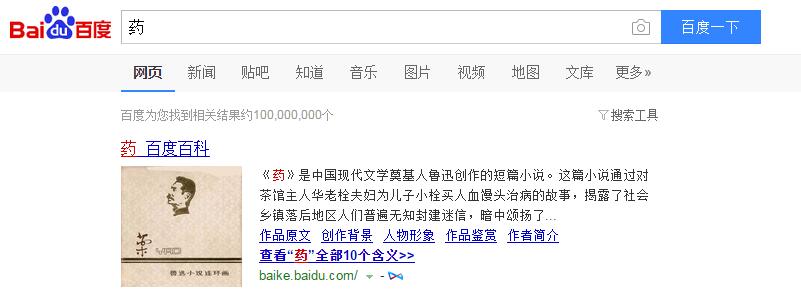 Bai du 百度 药 百度一下
网页 新闻 贴吧 知道 音乐 图片 视频 地图 文库 更多»
百度为您找到相关结果约100,000,000个 搜索工具
药_百度百科
《药》是中国现代文学奠基人鲁迅创作的短篇小说。这篇小说通过对
茶馆主人华老栓夫妇为儿子小栓买人血馒头治病的故事，揭露了社会
乡镇落后地区人们普遍无知封建迷信，暗中颂扬了...
作品原文 创作背景 人物形象 作品鉴赏 作者简介
查看“药”全部10个含义>>
baike.baidu.com/
药 YAO
鲁迅小说连环画